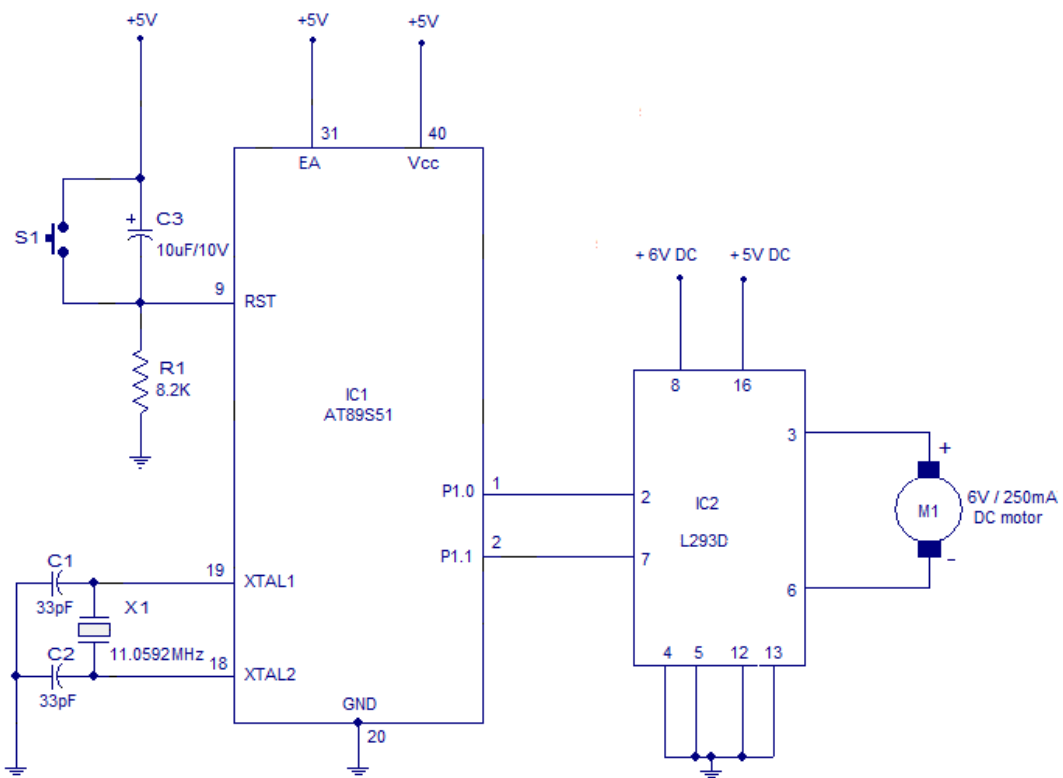 +5V
+5V
+5V
31
40
EA
Vcc
S1
+
C3
10uF/10V
9
RST
R1
8.2K
IC1
AT89S51
+ 6V DC
+ 5V DC
8
16
3
+
P1.0
1
2
IC2
L293D
M1
6V / 250mA
DC motor
P1.1
2
7
-
6
C1
33pF
19
XTAL1
X1
11.0592MHz
C2
33pF
18
XTAL2
4
5
12
13
GND
20